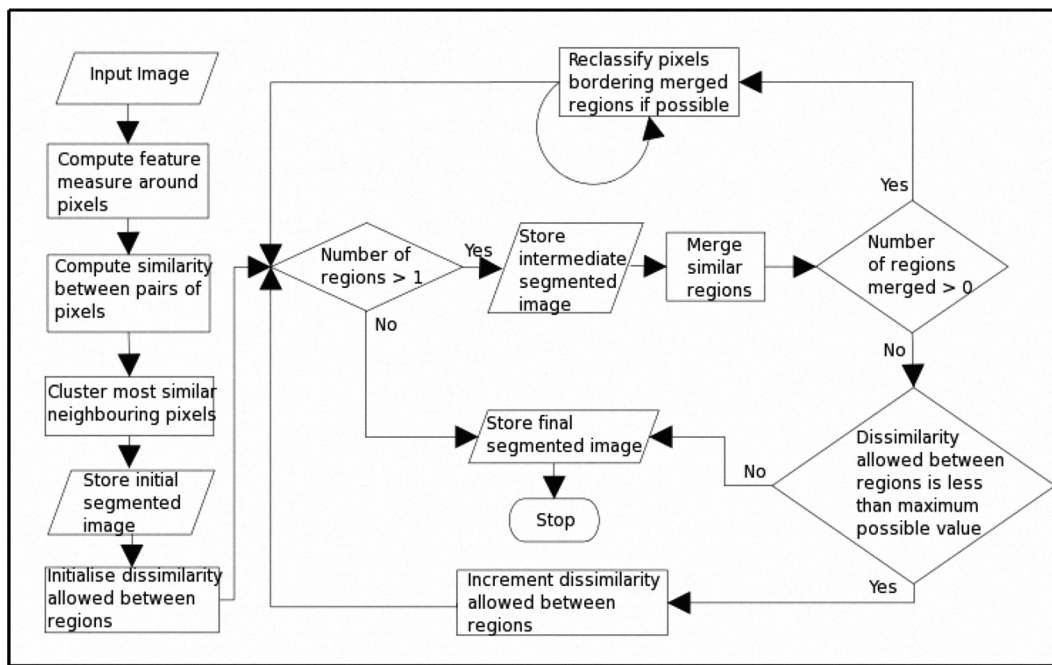 Input Image
Compute feature
measure around
pixels
Compute similarity
between pairs of
pixels
Cluster most similar
neighbouring pixels
Store initial
segmented
image
Initialise dissimilarity
allowed between
regions
Number of
regions > 1
Yes
No
Store
intermediate
segmented
image
Merge
similar
regions
Number
of regions
merged > 0
Yes
No
Reclassify pixels
bordering merged
regions if possible
Dissimilarity
allowed between
regions is less
than maximum
possible value
No
Yes
Store final
segmented image
Stop
Increment dissimilarity
allowed between
regions